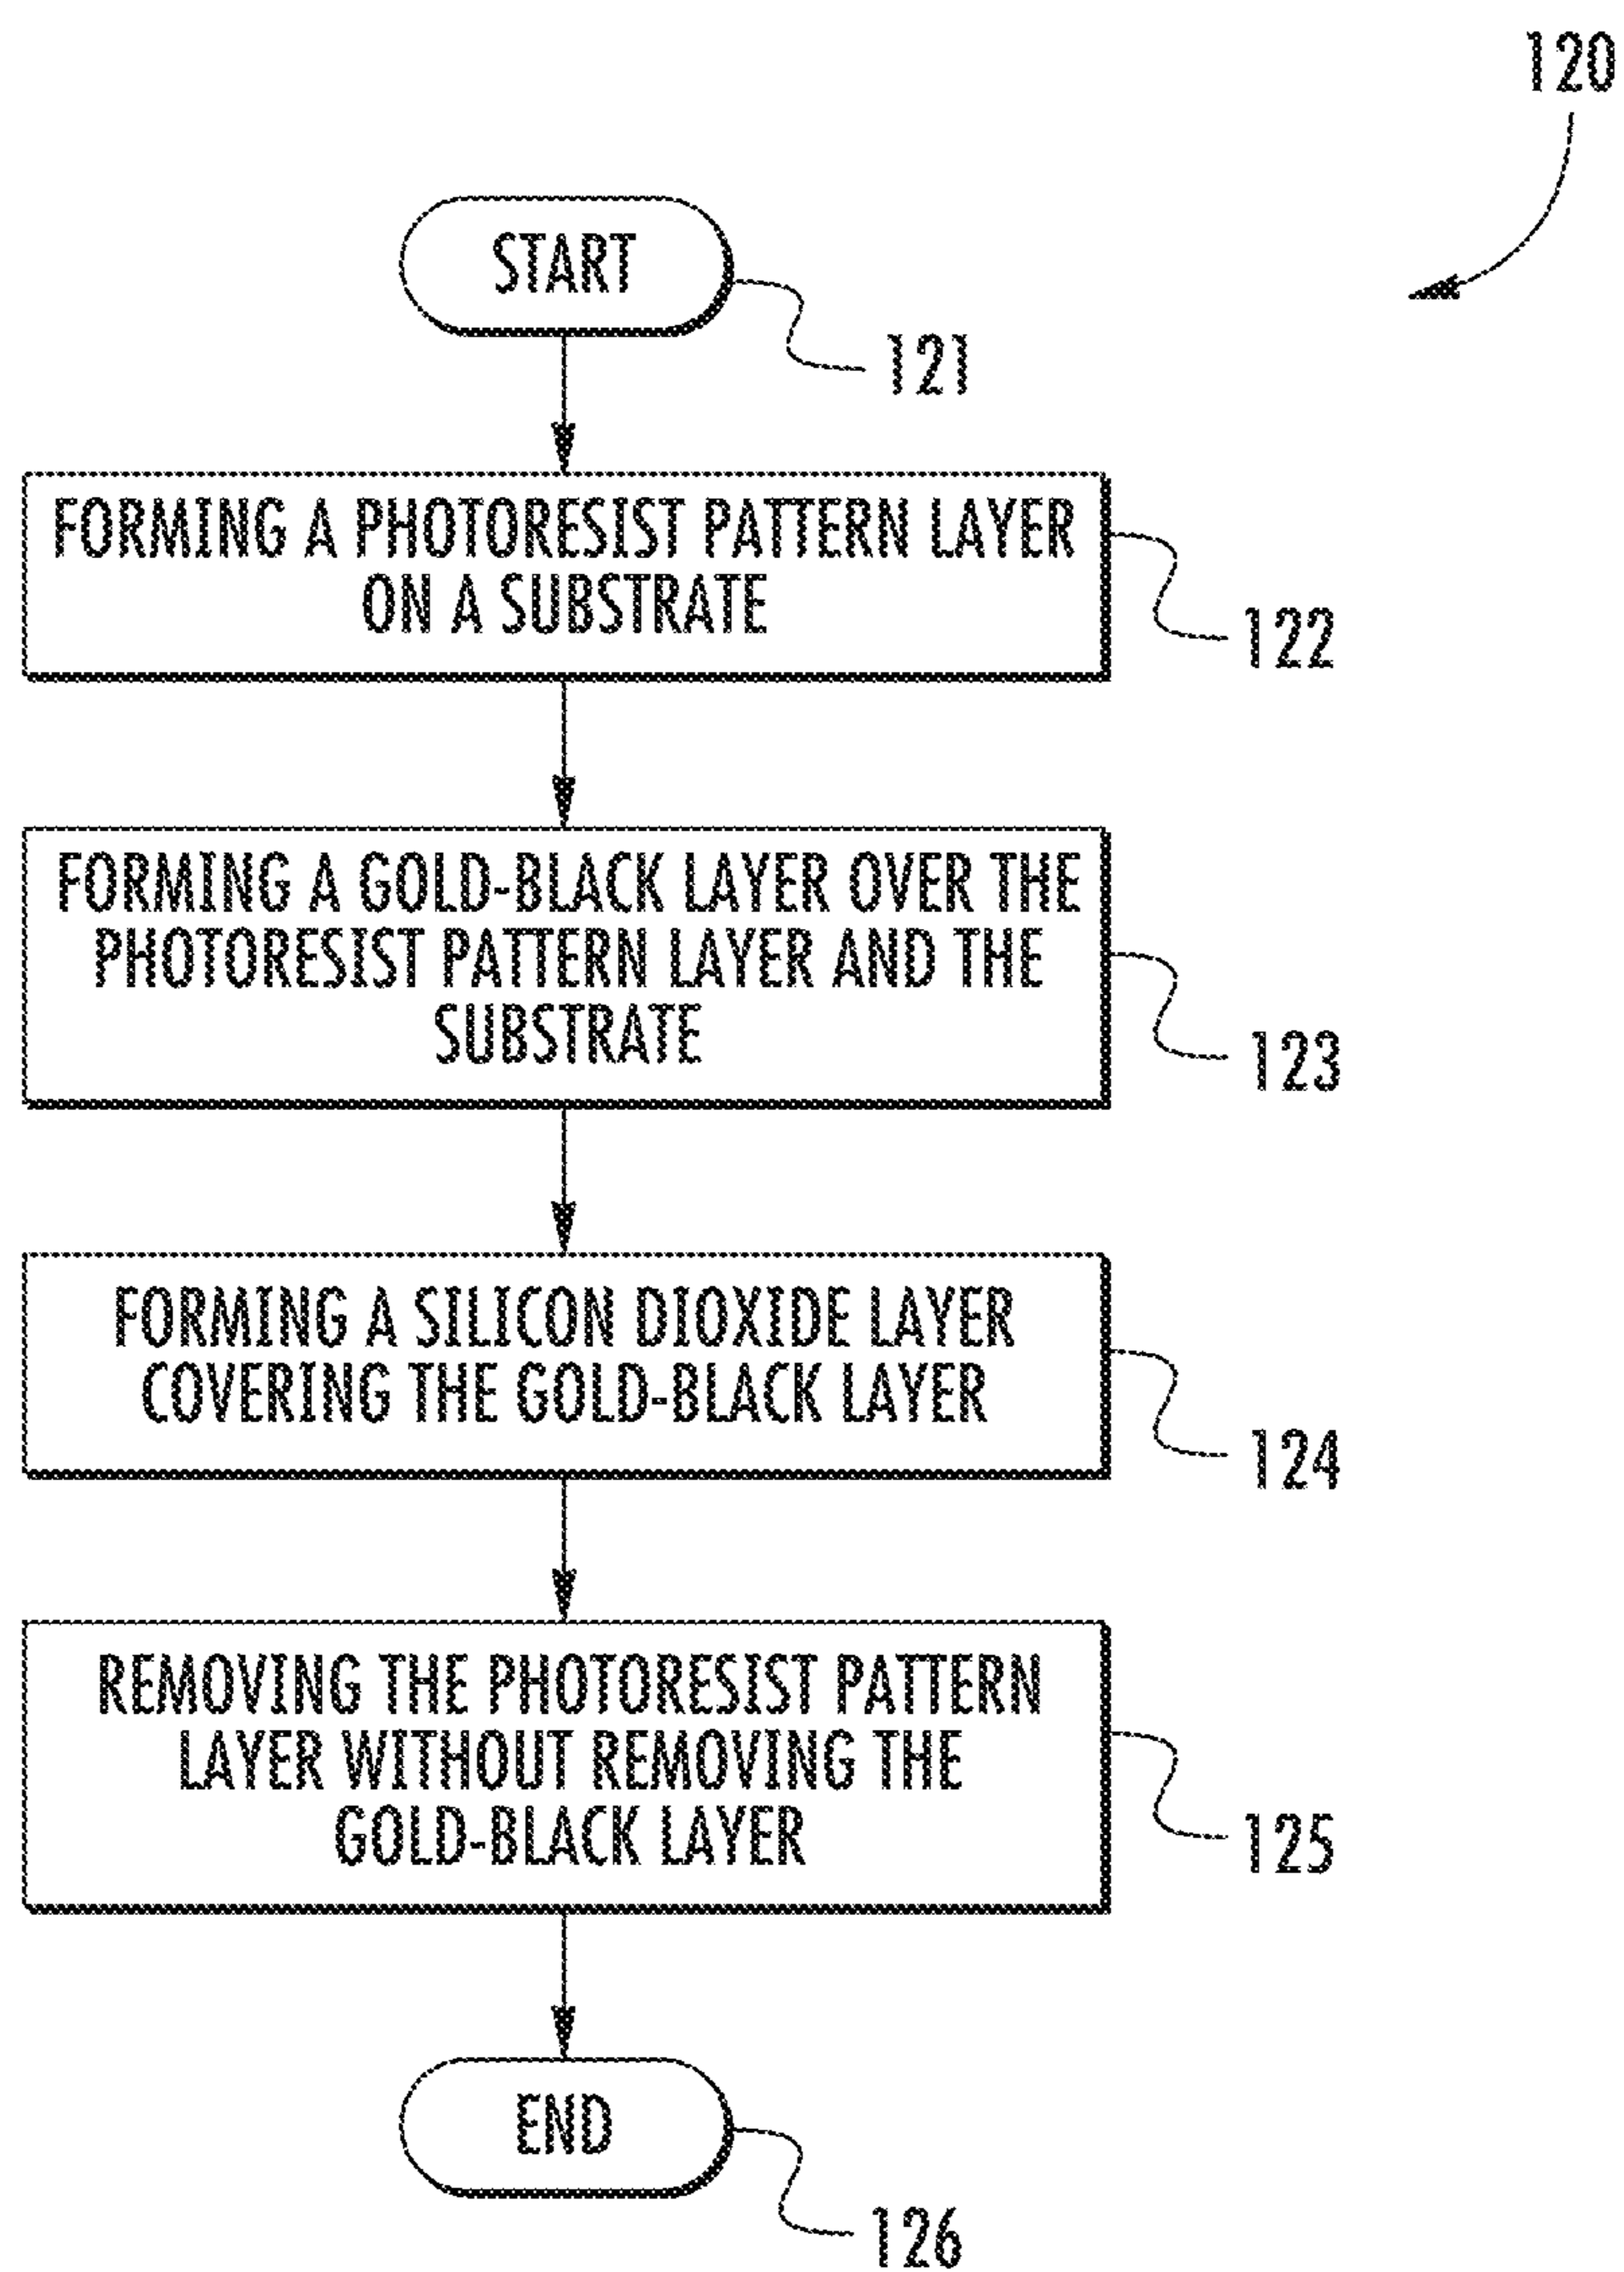 120
START
121
FORMING A PHOTORESIST PATTERN LAYER
ON A SUBSTRATE
122
FORMING A GOLD-BLACK LAYER OVER THE
PHOTORESIST PATTERN LAYER AND THE
SUBSTRATE
123
FORMING A SILICON DIOXIDE LAYER
COVERING THE GOLD-BLACK LAYER
124
REMOVING THE PHOTORESIST PATTERN
LAYER WITHOUT REMOVING THE
GOLD-BLACK LAYER
125
END
126